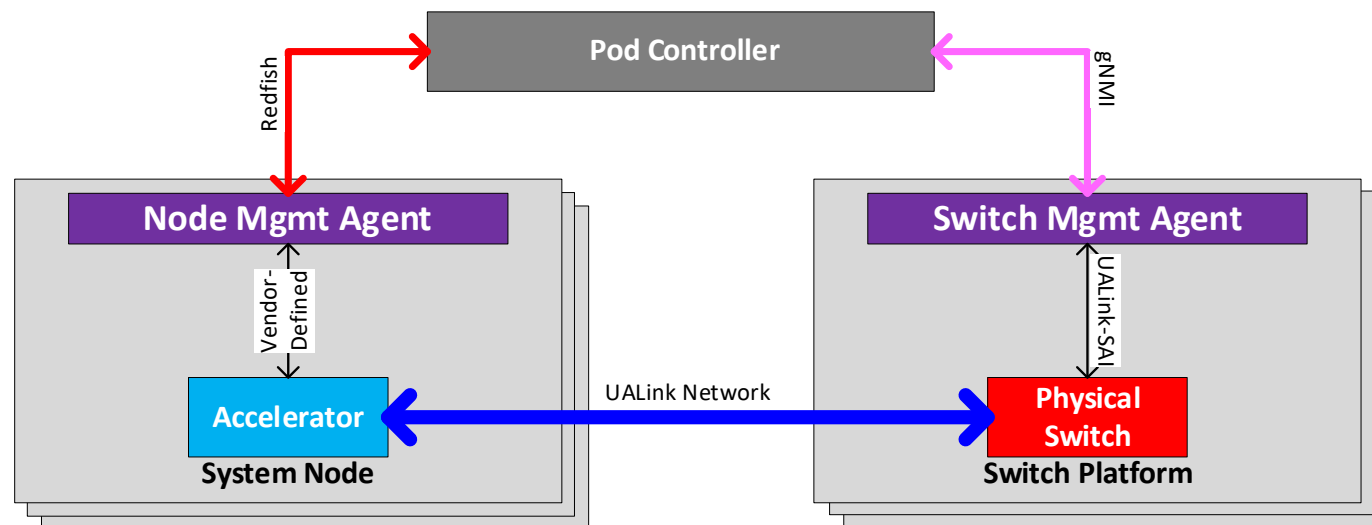 Pod Controller
Redfish
gNMI
Node Mgmt Agent
Switch Mgmt Agent
Vendor-
Defined
UALink-SAI
UALink Network
Accelerator
Physical
Switch
System Node
Switch Platform